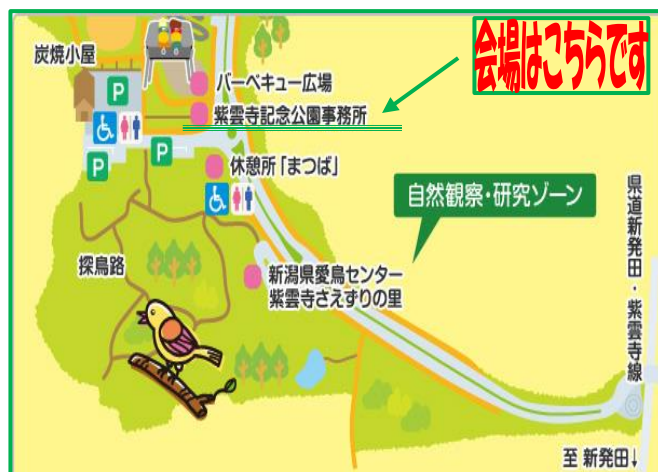 会場はこちらです
炭焼小屋
P
バーベキュー広場
紫雲寺記念公園事務所
P
P
休憩所「まつば」
自然観察・研究ゾーン
県道新発田・紫雲寺線
探鳥路
新潟県愛鳥センター
紫雲寺さえずりの里
至 新発田↓